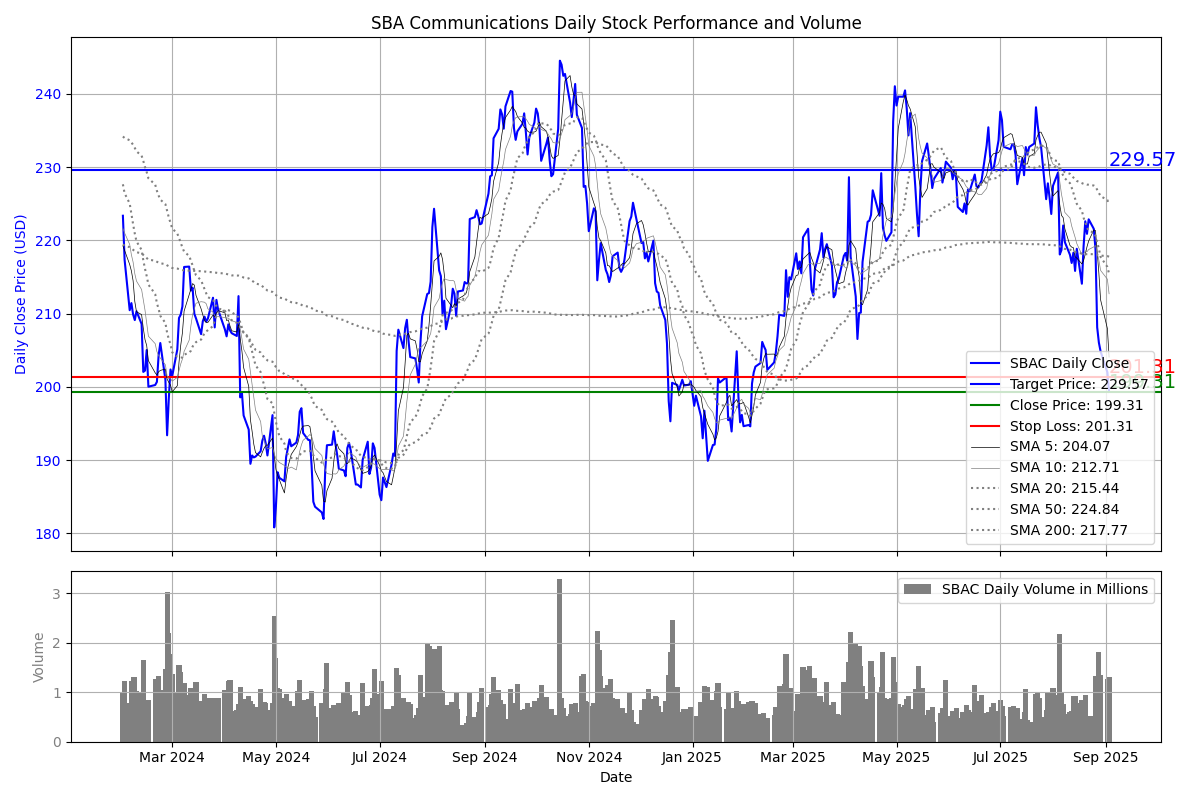 SBA Communications Daily Stock Performance and Volume
Daily Close Price (USD)
240
230
220
210
200
190
180
229.57
201.31
199.31
SBAC Daily Close
Target Price: 229.57
Close Price: 199.31
Stop Loss: 201.31
SMA 5: 204.07
SMA 10: 212.71
SMA 20: 215.44
SMA 50: 224.84
SMA 200: 217.77
Volume
3
2
1
0
SBAC Daily Volume in Millions
Mar 2024
May 2024
Jul 2024
Sep 2024
Nov 2024
Jan 2025
Mar 2025
May 2025
Jul 2025
Sep 2025
Date